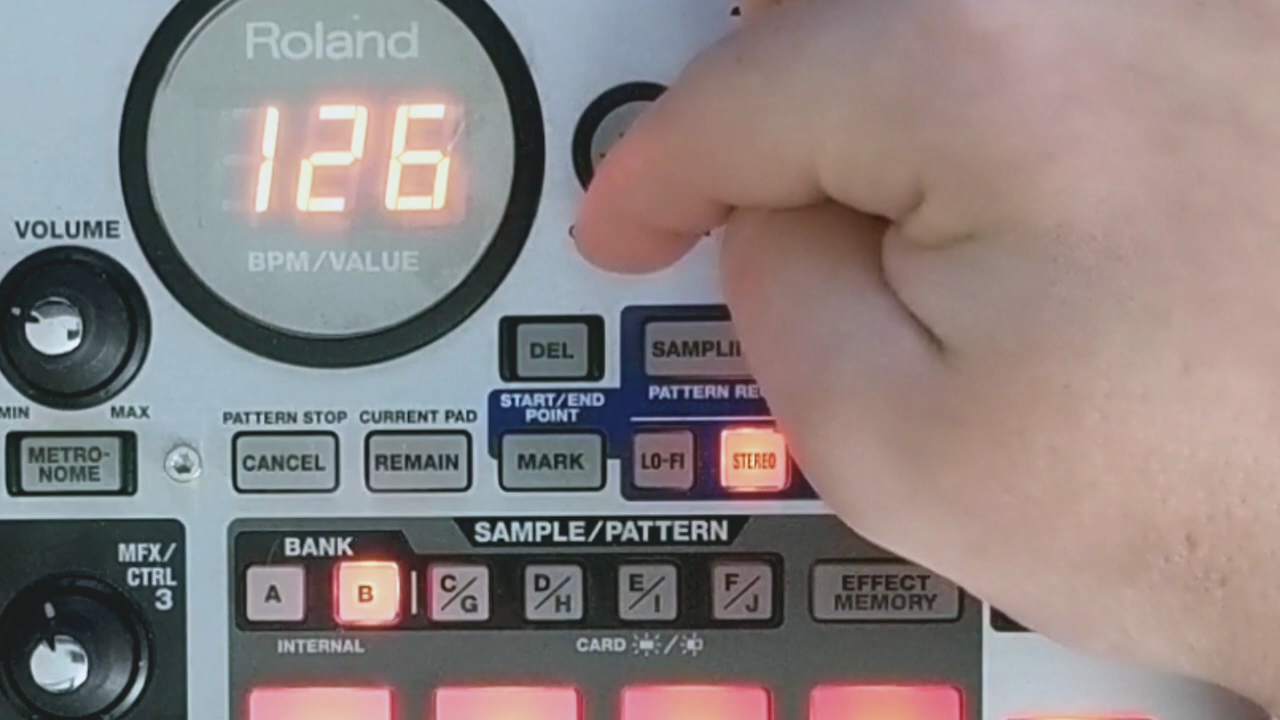 Roland
126
BPM/VALUE
VOLUME
MIN MAX
DEL
START/END
POINT
PATTERN STOP
CURRENT PAD
METRO-
NOME
CANCEL
REMAIN
MARK
LO-FI
STEREO
SAMPLE/PATTERN
BANK
MFX/
CTRL
3
A
B
C/G
D/H
E/I
F/J
EFFECT
MEMORY
INTERNAL
CARD /
PATTERN